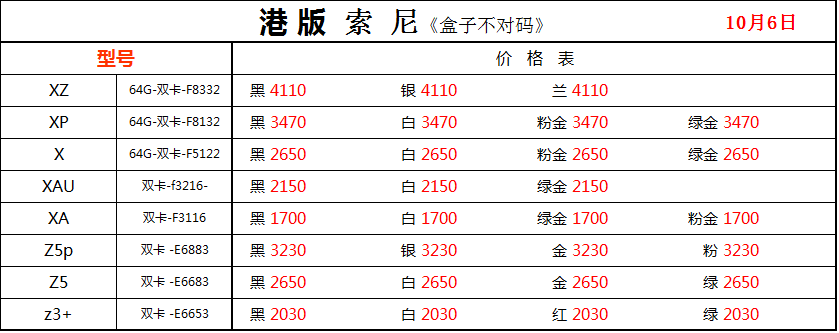 港版 索 尼《盒子不对码》 10月6日
型号 价 格 表
XZ 64G-双卡-F8332 黑 4110 银 4110 兰 4110
XP 64G-双卡-F8132 黑 3470 白 3470 粉金 3470 绿金 3470
X 64G-双卡-F5122 黑 2650 白 2650 粉金 2650 绿金 2650
XAU 双卡-f3216- 黑 2150 白 2150 绿金 2150
XA 双卡-F3116 黑 1700 白 1700 绿金 1700 粉金 1700
Z5p 双卡 -E6883 黑 3230 银 3230 金 3230 粉 3230
Z5 双卡 -E6683 黑 2650 白 2650 金 2650 绿 2650
z3+ 双卡 -E6653 黑 2030 白 2030 红 2030 绿 2030